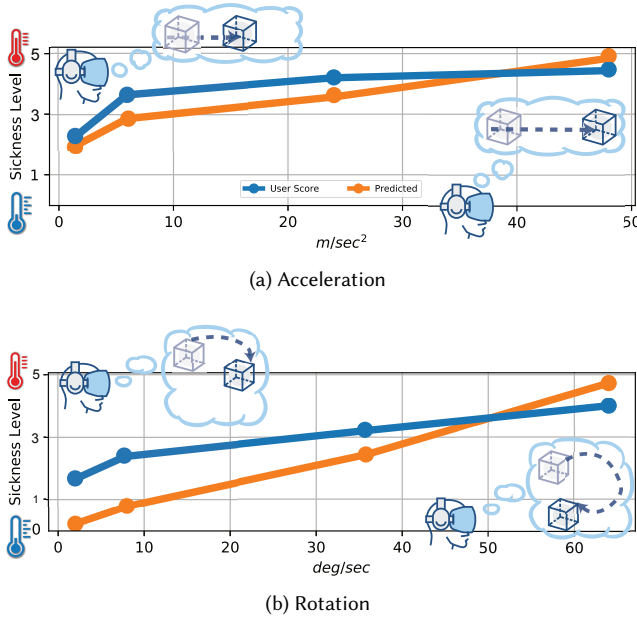 Sickness Level
5
3
1
User Score
Predicted
0
10
20
30
40
50
m/sec²
(a) Acceleration
Sickness Level
5
3
1
0
0
10
20
30
40
50
60
deg/sec
(b) Rotation